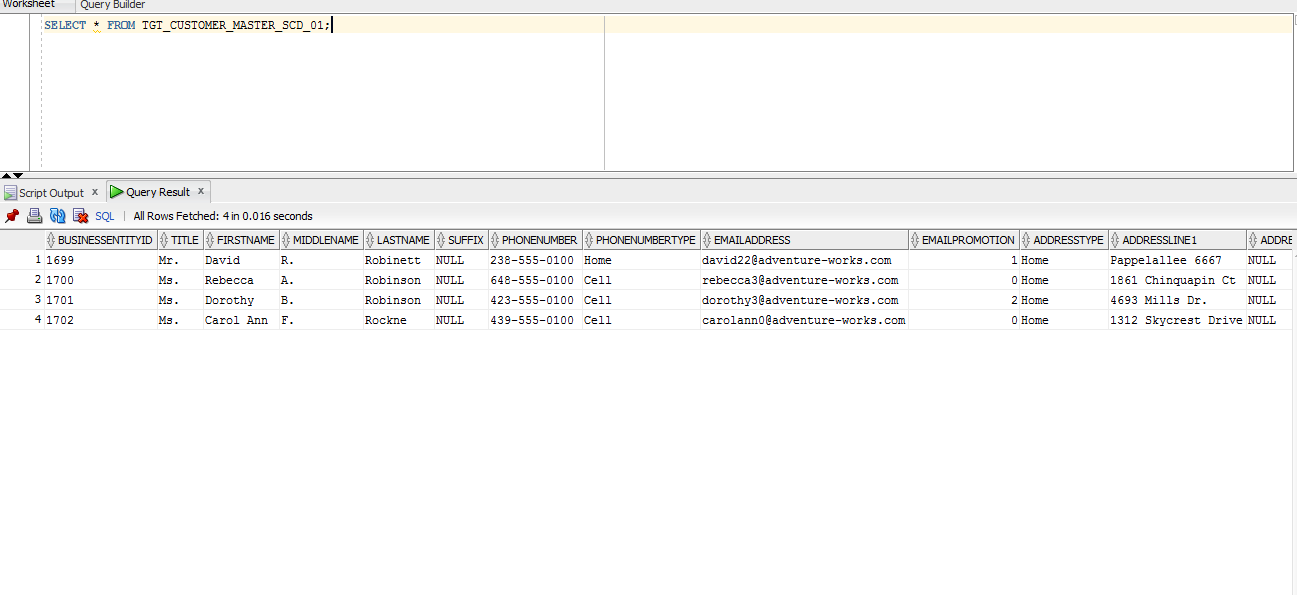 Worksheet Query Builder
SELECT * FROM TGT_CUSTOMER_MASTER_SCD_01;
Script Output x Query Result x
SQL | All Rows Fetched: 4 in 0.016 seconds
BUSINESSENTITYID TITLE FIRSTNAME MIDDLENAME LASTNAME SUFFIX PHONENUMBER PHONENUMBERTYPE EMAILADDRESS EMAILPROMOTION ADDRESSTYPE ADDRESSLINE1 ADDRE
1 1699 Mr. David R. Robinett NULL 238-555-0100 Home david22@adventure-works.com 1 Home Pappelallee 6667 NULL
2 1700 Ms. Rebecca A. Robinson NULL 648-555-0100 Cell rebecca3@adventure-works.com 0 Home 1861 Chinquapin Ct NULL
3 1701 Ms. Dorothy B. Robinson NULL 423-555-0100 Cell dorothy3@adventure-works.com 2 Home 4693 Mills Dr. NULL
4 1702 Ms. Carol Ann F. Rockne NULL 439-555-0100 Cell carolann0@adventure-works.com 0 Home 1312 Skycrest Drive NULL